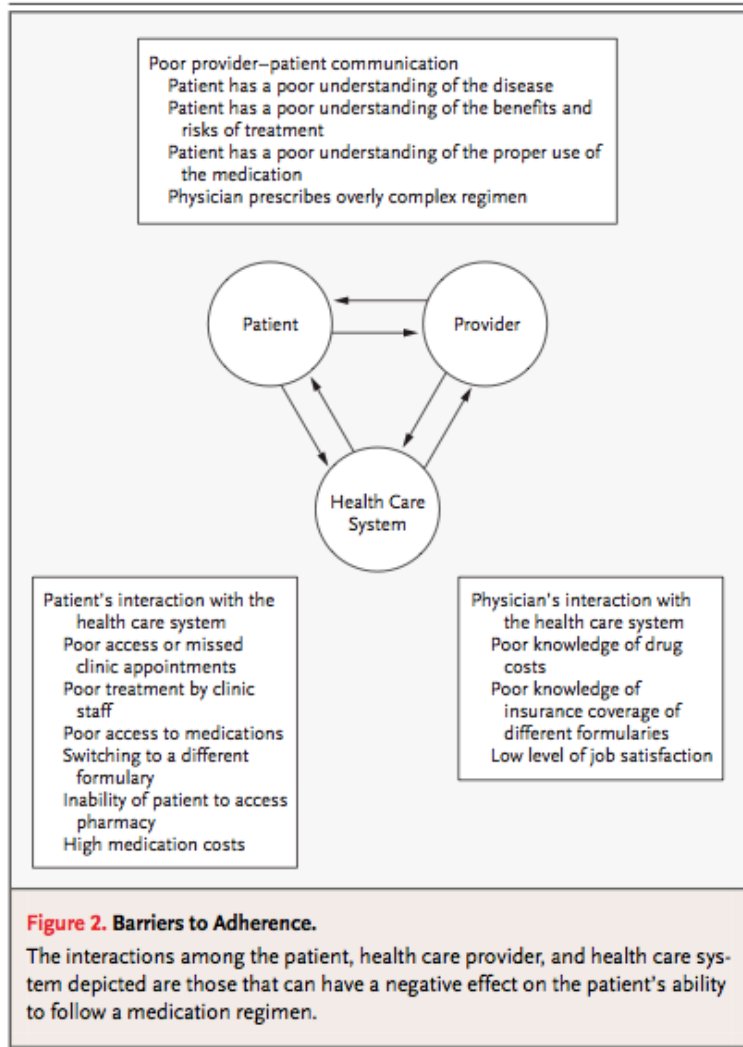 Poor provider–patient communication
Patient has a poor understanding of the disease
Patient has a poor understanding of the benefits and
risks of treatment
Patient has a poor understanding of the proper use of
the medication
Physician prescribes overly complex regimen
Patient
Provider
Health Care
System
Patient's interaction with the
health care system
Poor access or missed
clinic appointments
Poor treatment by clinic
staff
Poor access to medications
Switching to a different
formulary
Inability of patient to access
pharmacy
High medication costs
Physician's interaction with
the health care system
Poor knowledge of drug
costs
Poor knowledge of
insurance coverage of
different formularies
Low level of job satisfaction
Figure 2. Barriers to Adherence.
The interactions among the patient, health care provider, and health care sys-
tem depicted are those that can have a negative effect on the patient's ability
to follow a medication regimen.